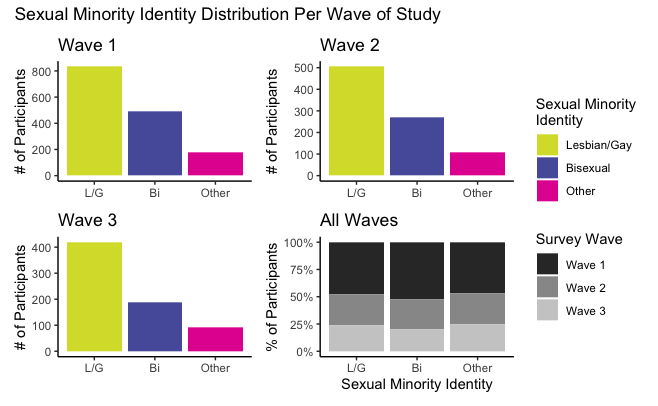 Sexual Minority Identity Distribution Per Wave of Study
Wave 1
# of Participants
800
600
400
200
0
L/G Bi Other
Wave 2
# of Participants
500
400
300
200
100
0
L/G Bi Other
Wave 3
# of Participants
400
300
200
100
0
L/G Bi Other
All Waves
% of Participants
100%
75%
50%
25%
0%
L/G Bi Other
Sexual Minority Identity
Sexual Minority
Identity
Lesbian/Gay
Bisexual
Other
Survey Wave
Wave 1
Wave 2
Wave 3